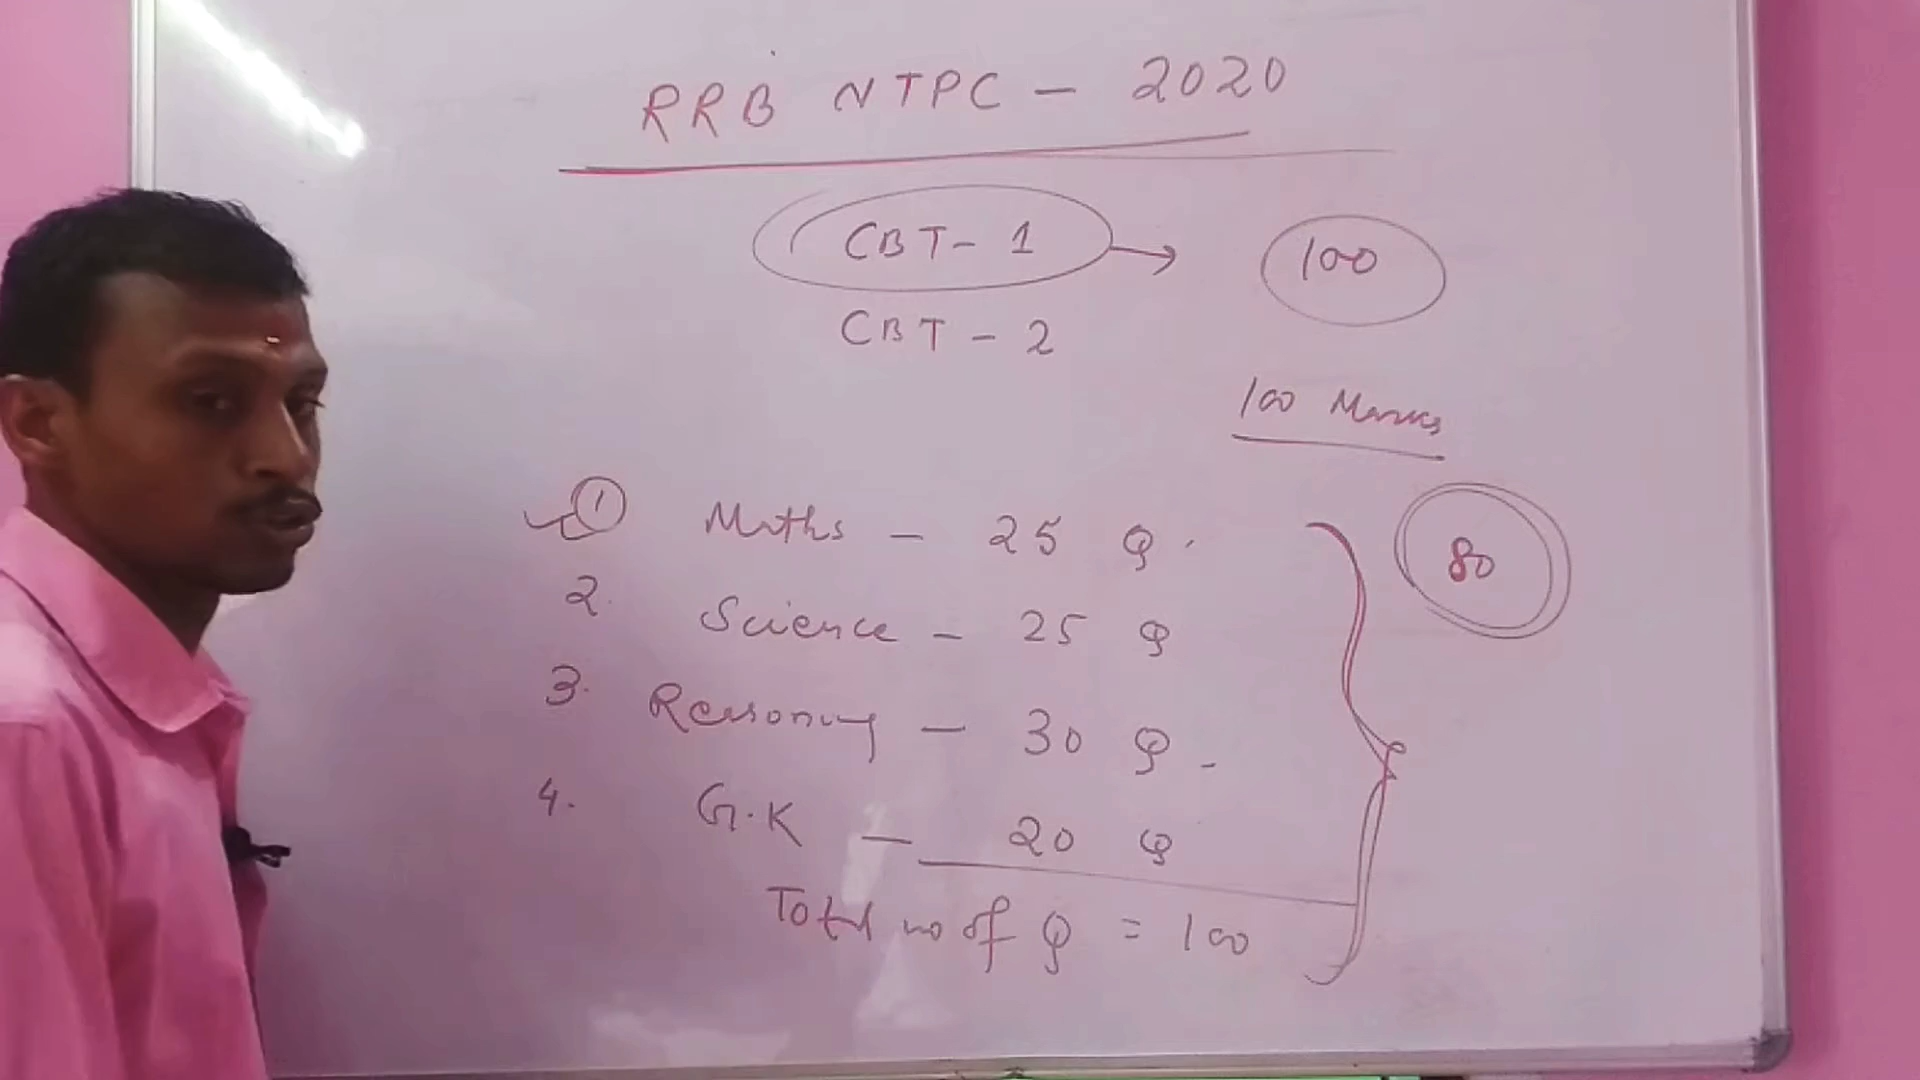 RRB NTPC - 2020
CBT - 1 → 100
CBT - 2
100 Marks
1 Maths - 25 Q.
80
2. Science - 25 Q
3. Reasoning - 30 Q -
4. G.K - 20 Q
Total no of Q = 100